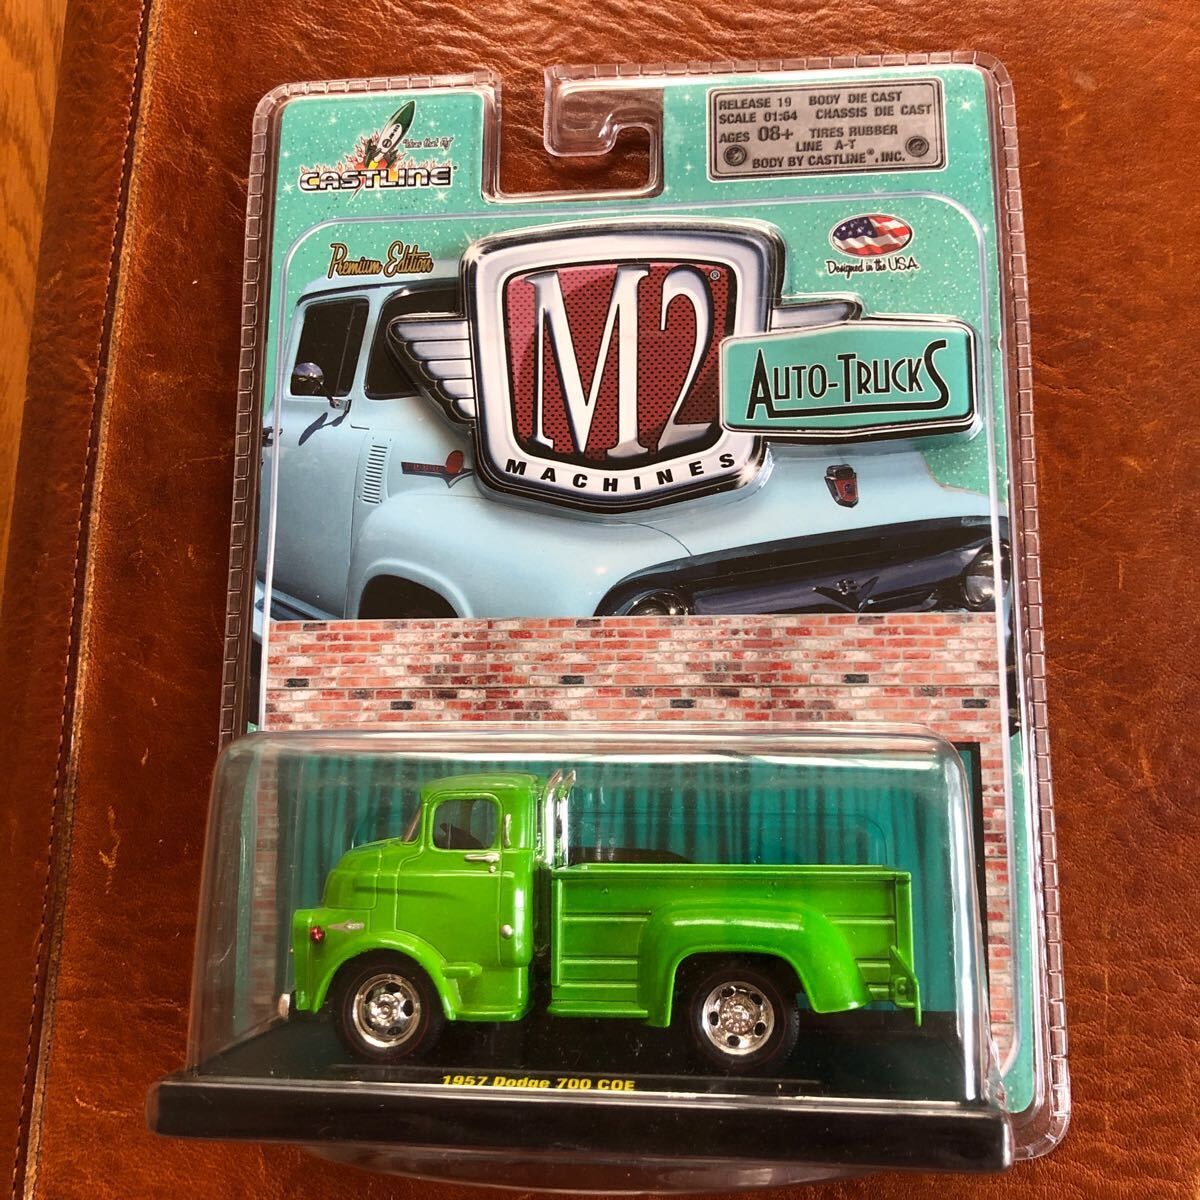 RELEASE 19 BODY DIE CAST
SCALE 01:64 CHASSIS DIE CAST
AGES 08+ TIRES RUBBER
LINE A-T
BODY BY CASTLINE®, INC.
CASTLINE
Premium Edition
Designed in the U.S.A.
M2®
MACHINES
AUTO-TRUCKS
FORD
1957 Dodge 700 COE